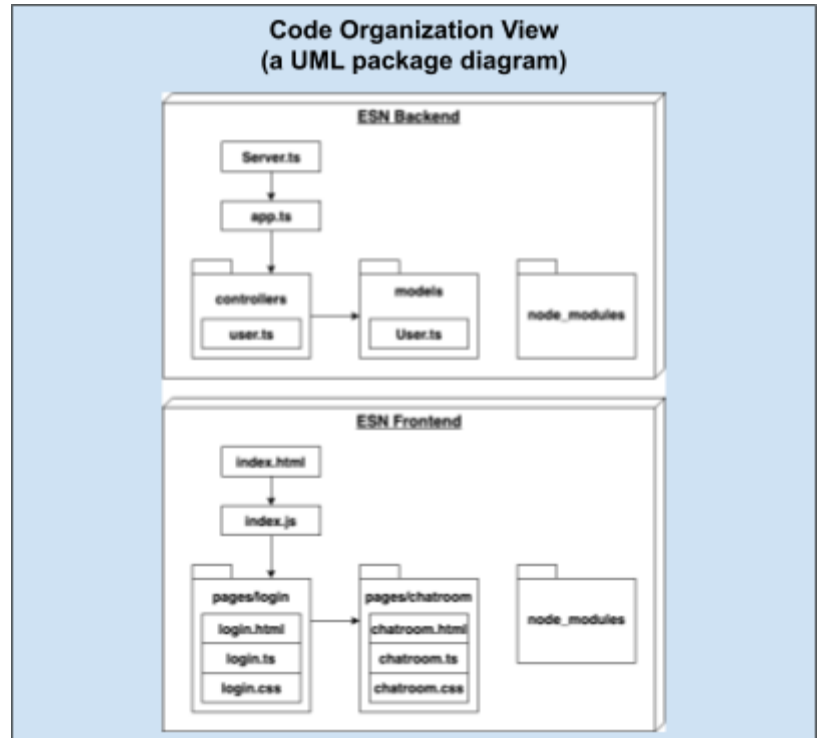 Code Organization View
(a UML package diagram)
ESN Backend
Server.ts
app.ts
controllers
user.ts
models
User.ts
node_modules
ESN Frontend
index.html
index.js
pages/login
login.html
login.ts
login.css
pages/chatroom
chatroom.html
chatroom.ts
chatroom.css
node_modules